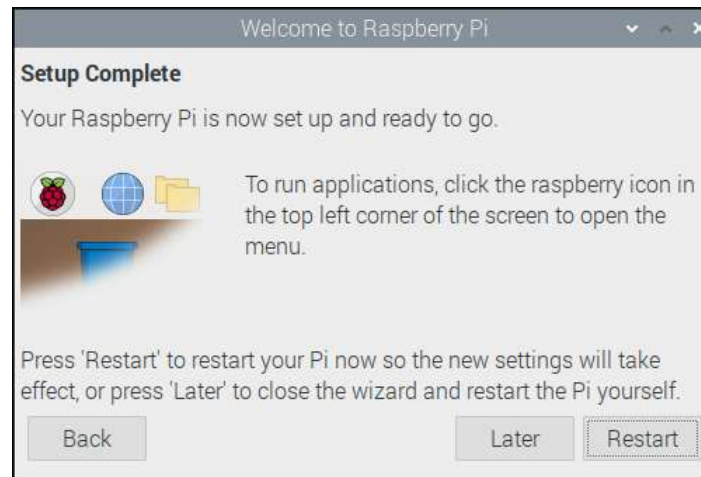 Welcome to Raspberry Pi
Setup Complete
Your Raspberry Pi is now set up and ready to go.
To run applications, click the raspberry icon in
the top left corner of the screen to open the
menu.
Press 'Restart' to restart your Pi now so the new settings will take
effect, or press 'Later' to close the wizard and restart the Pi yourself.
Back Later Restart